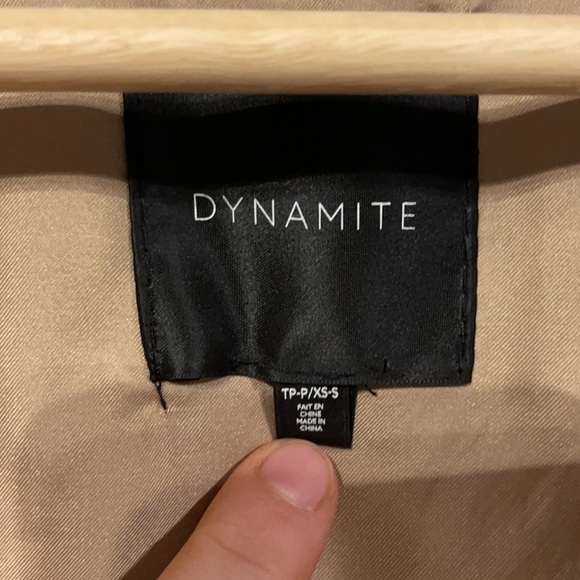 DYNAMITE
TP-P/XS-S
FAIT EN
CHINE
MADE IN
CHINA